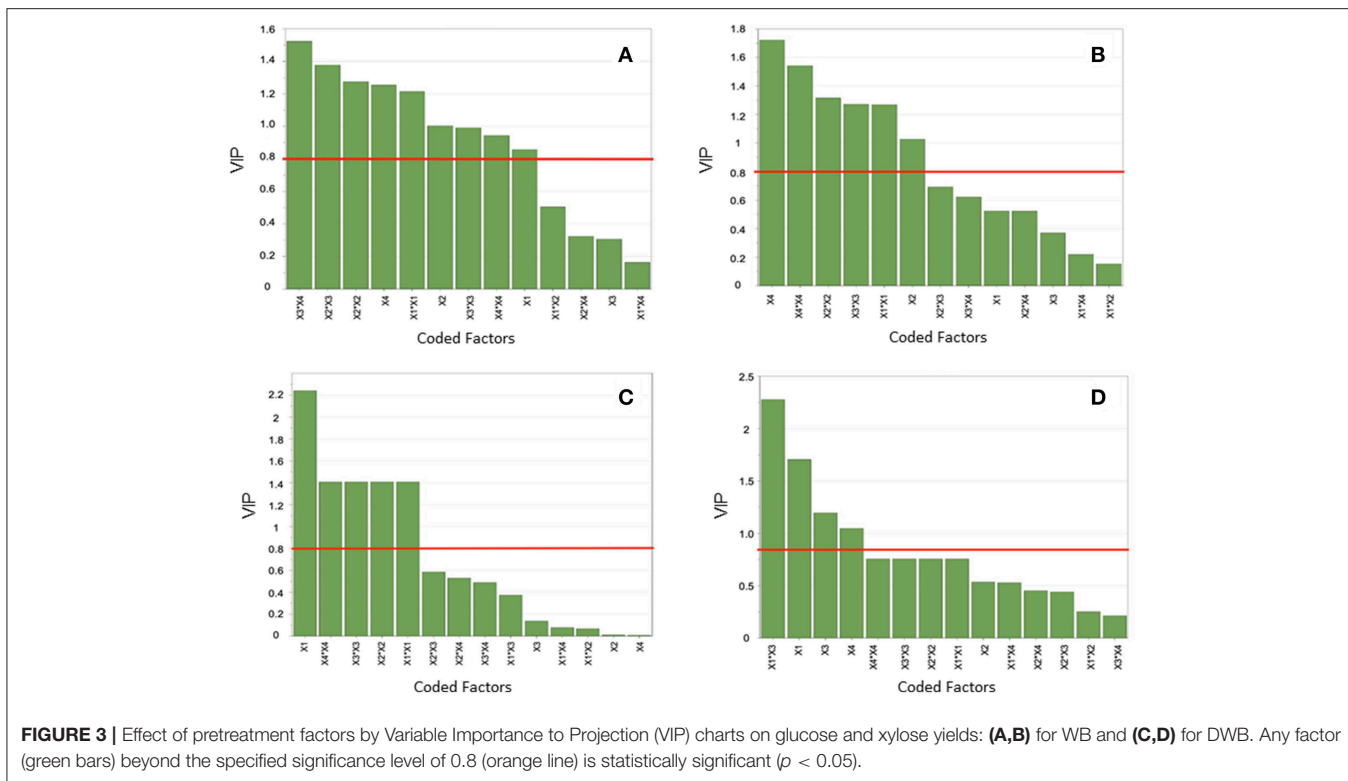 A
1.6
1.4
1.2
1.0
0.8
0.6
0.4
0.2
0
VIP
X3*X4
X2*X3
X2*X2
X4
X1*X1
X2
X3*X3
X4*X4
X1
X1*X2
X2*X4
X3
X1*X4
Coded Factors
B
1.8
1.6
1.4
1.2
1
0.8
0.6
0.4
0.2
0
VIP
X4
X4*X4
X2*X2
X3*X3
X1*X1
X2
X2*X3
X3*X4
X1
X2*X4
X3
X1*X4
X1*X2
Coded Factors
C
2.2
2
1.8
1.6
1.4
1.2
1
0.8
0.6
0.4
0.2
0
VIP
X1
X4*X4
X3*X3
X2*X2
X1*X1
X2*X3
X2*X4
X3*X4
X1*X3
X3
X1*X4
X1*X2
X2
X4
Coded Factors
D
2.5
2
1.5
1.0
0.5
0
VIP
X1*X3
X1
X3
X4
X4*X4
X3*X3
X2*X2
X1*X1
X2
X1*X4
X2*X4
X2*X3
X1*X2
X3*X4
Coded Factors
FIGURE 3 | Effect of pretreatment factors by Variable Importance to Projection (VIP) charts on glucose and xylose yields: (A,B) for WB and (C,D) for DWB. Any factor
(green bars) beyond the specified significance level of 0.8 (orange line) is statistically significant (p < 0.05).